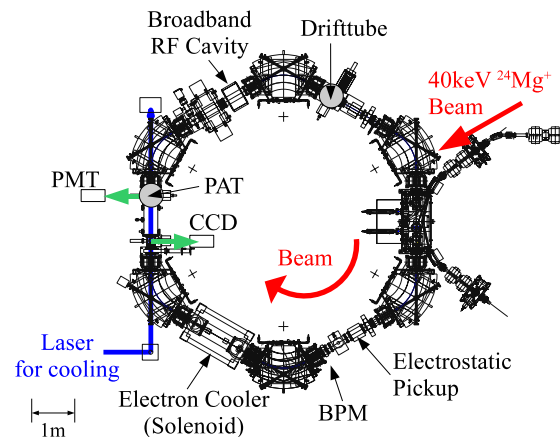 Broadband
RF Cavity
Drifttube
40keV ²⁴Mg⁺
Beam
PMT
PAT
CCD
Beam
Laser
for cooling
Electron Cooler
(Solenoid)
BPM
Electrostatic
Pickup
1m